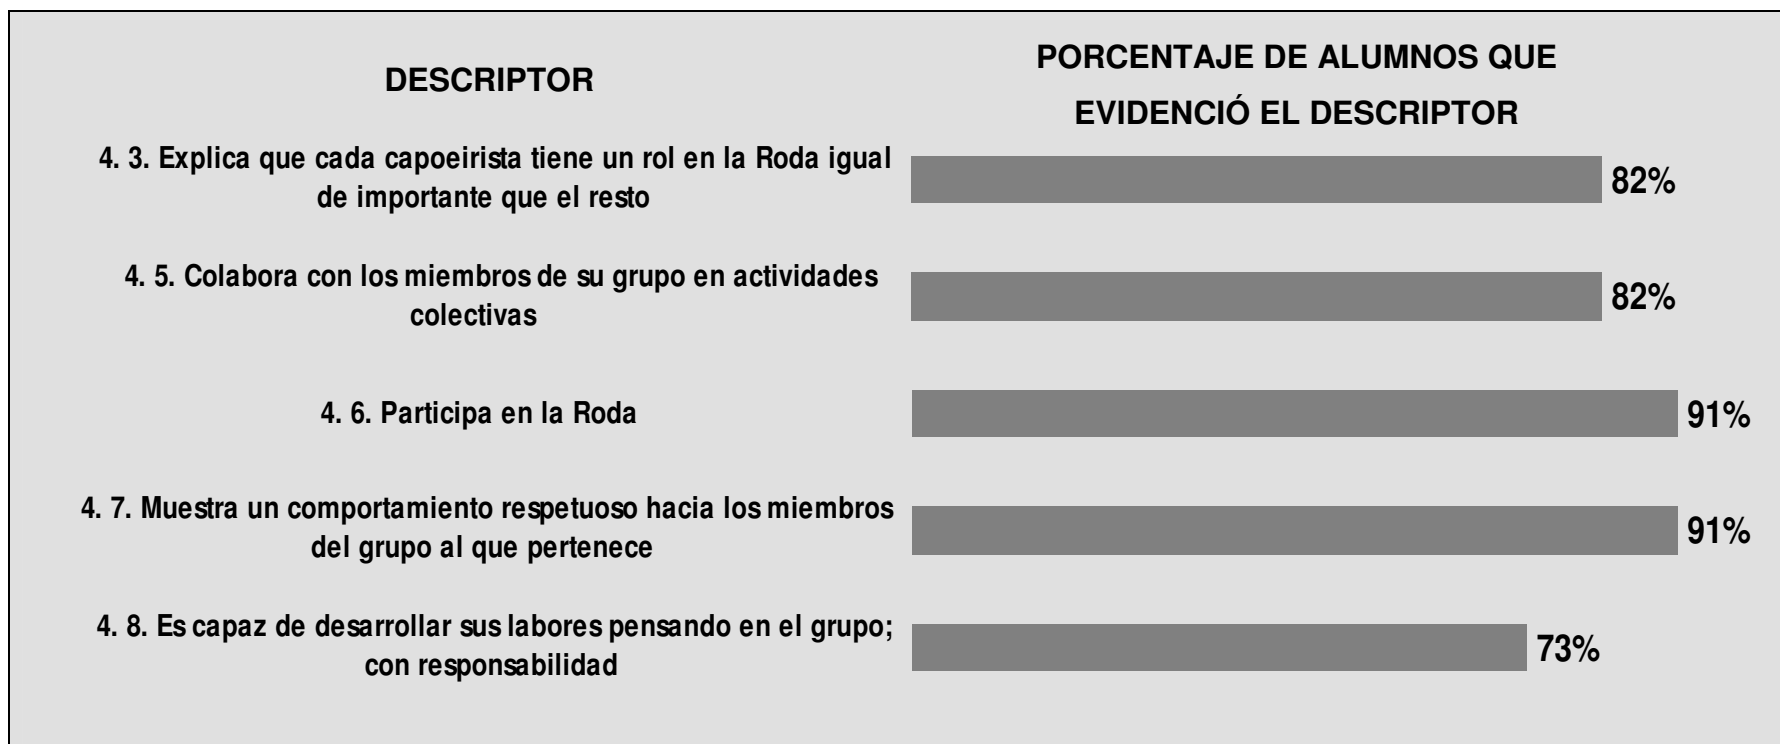 DESCRIPTOR
PORCENTAJE DE ALUMNOS QUE
EVIDENCIÓ EL DESCRIPTOR
4. 3. Explica que cada capoeirista tiene un rol en la Roda igual
de importante que el resto
82%
4. 5. Colabora con los miembros de su grupo en actividades
colectivas
82%
4. 6. Participa en la Roda
91%
4. 7. Muestra un comportamiento respetuoso hacia los miembros
del grupo al que pertenece
91%
4. 8. Es capaz de desarrollar sus labores pensando en el grupo;
con responsabilidad
73%